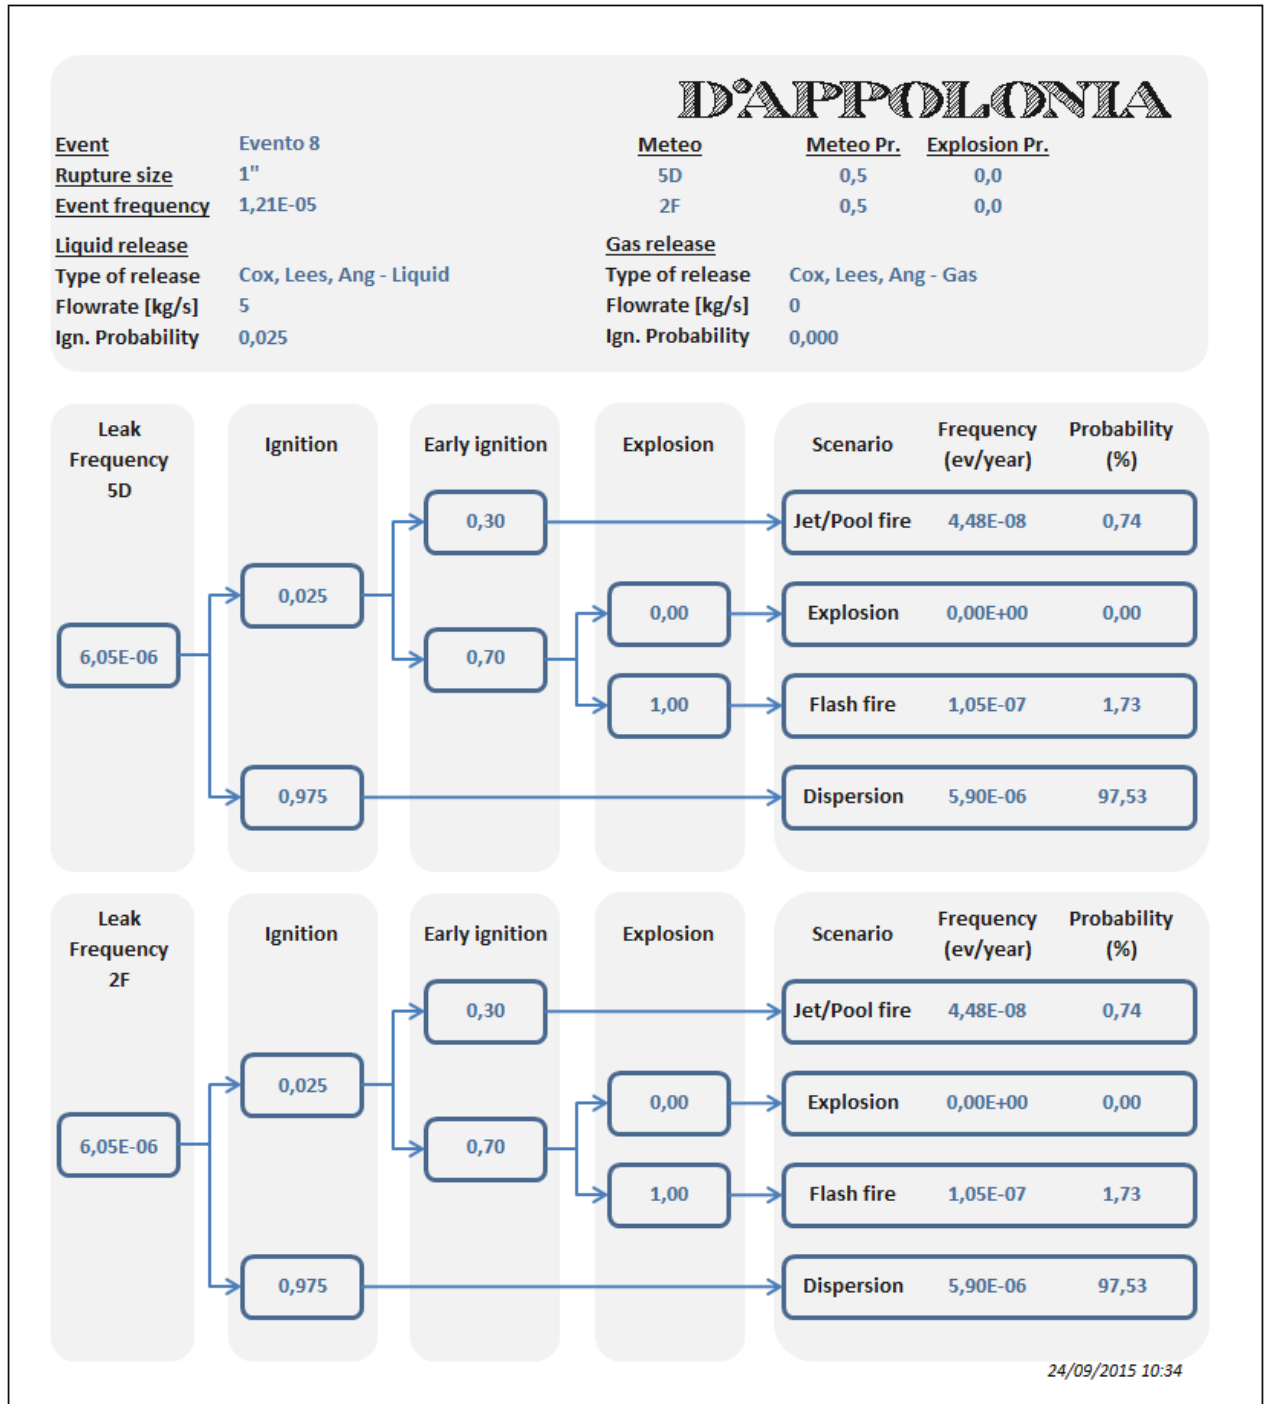 D'APPOLONIA
Event Evento 8 Meteo Meteo Pr. Explosion Pr.
Rupture size 1" 5D 0,5 0,0
Event frequency 1,21E-05 2F 0,5 0,0
Liquid release Gas release
Type of release Cox, Lees, Ang - Liquid Type of release Cox, Lees, Ang - Gas
Flowrate [kg/s] 5 Flowrate [kg/s] 0
Ign. Probability 0,025 Ign. Probability 0,000
Leak Frequency 5D
Ignition
Early ignition
Explosion
Scenario
Frequency (ev/year)
Probability (%)
0,30
Jet/Pool fire 4,48E-08 0,74
0,025
0,00
Explosion 0,00E+00 0,00
6,05E-06
0,70
1,00
Flash fire 1,05E-07 1,73
0,975
Dispersion 5,90E-06 97,53
Leak Frequency 2F
Ignition
Early ignition
Explosion
Scenario
Frequency (ev/year)
Probability (%)
0,30
Jet/Pool fire 4,48E-08 0,74
0,025
0,00
Explosion 0,00E+00 0,00
6,05E-06
0,70
1,00
Flash fire 1,05E-07 1,73
0,975
Dispersion 5,90E-06 97,53
24/09/2015 10:34